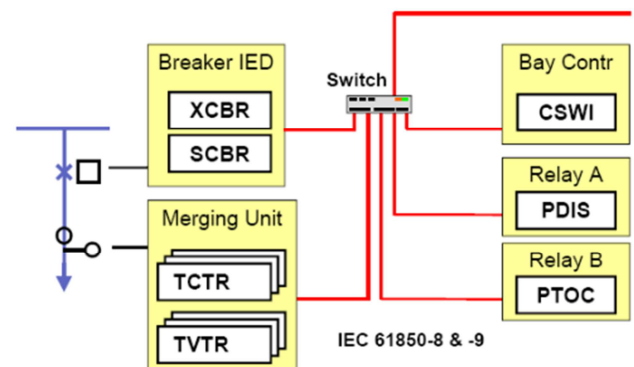 Breaker IED
XCBR
SCBR
Switch
Bay Contr
CSWI
Relay A
PDIS
Merging Unit
TCTR
TVTR
Relay B
PTOC
IEC 61850-8 & -9